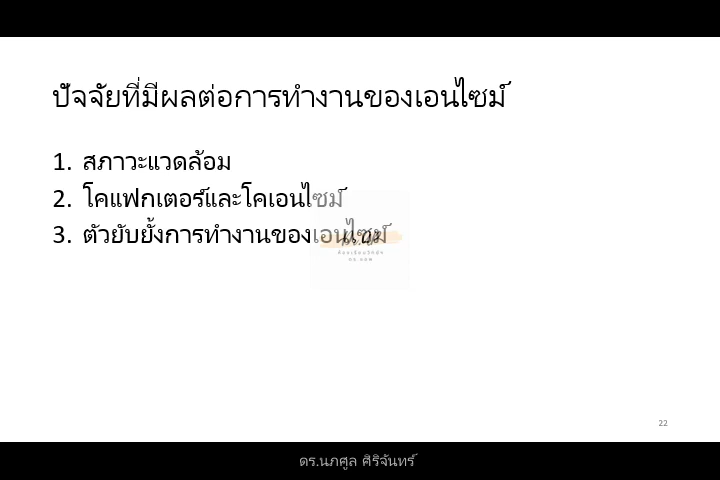 ปัจจัยที่มีผลต่อการทำงานของเอนไซม์
1. สภาวะแวดล้อม
2. โคแฟกเตอร์และโคเอนไซม์
3. ตัวยับยั้งการทำงานของเอนไซม์
22
ดร.นภศูล ศิริจันทร์